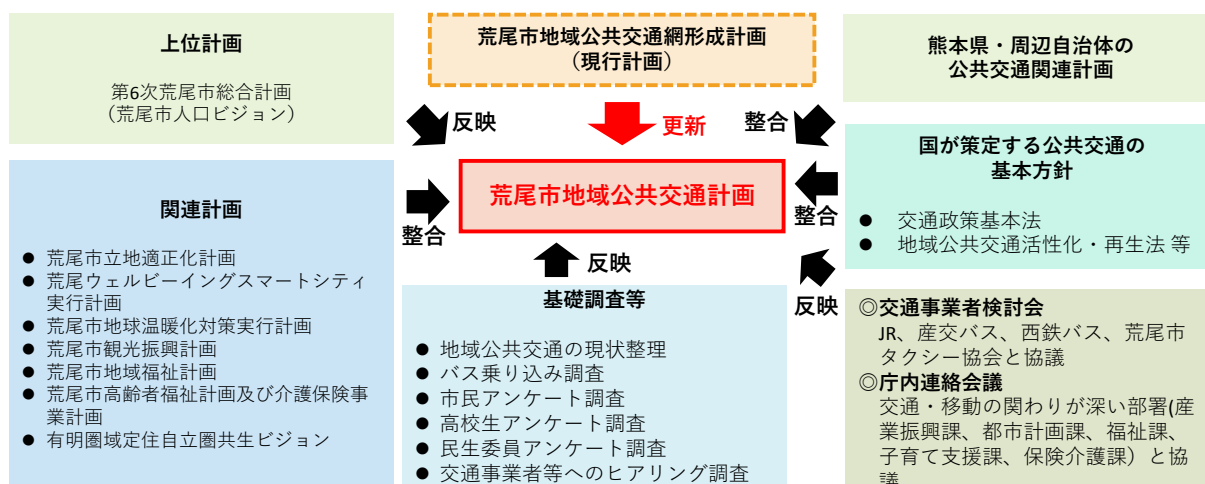 上位計画
第6次荒尾市総合計画
（荒尾市人口ビジョン）
荒尾市地域公共交通網形成計画
（現行計画）
熊本県・周辺自治体の
公共交通関連計画
反映
更新
整合
関連計画
● 荒尾市立地適正化計画
● 荒尾ウェルビーイングスマートシティ
実行計画
● 荒尾市地球温暖化対策実行計画
● 荒尾市観光振興計画
● 荒尾市地域福祉計画
● 荒尾市高齢者福祉計画及び介護保険事
業計画
● 有明圏域定住自立圏共生ビジョン
整合
荒尾市地域公共交通計画
整合
国が策定する公共交通の
基本方針
● 交通政策基本法
● 地域公共交通活性化・再生法 等
反映
基礎調査等
● 地域公共交通の現状整理
● バス乗り込み調査
● 市民アンケート調査
● 高校生アンケート調査
● 民生委員アンケート調査
● 交通事業者等へのヒアリング調査
反映
◎交通事業者検討会
JR、産交バス、西鉄バス、荒尾市
タクシー協会と協議
◎庁内連絡会議
交通・移動の関わりが深い部署(産
業振興課、都市計画課、福祉課、
子育て支援課、保険介護課）と協
議